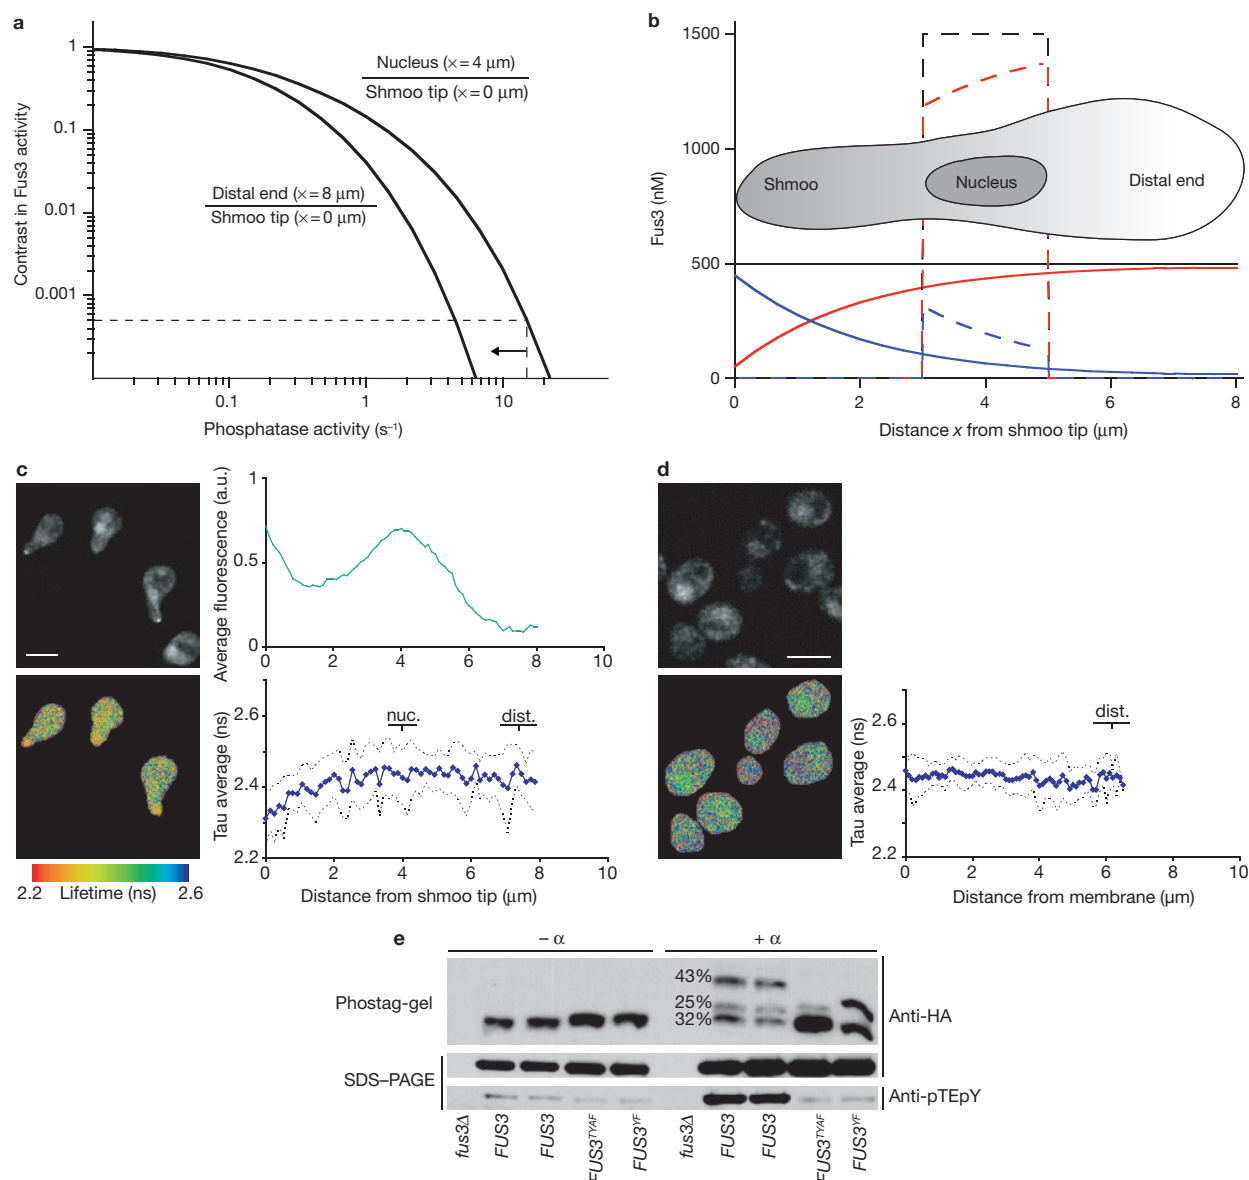 a
Contrast in Fus3 activity
1
0.1
0.01
0.001
Nucleus (× = 4 μm)
Shmoo tip (× = 0 μm)
Distal end (× = 8 μm)
Shmoo tip (× = 0 μm)
0.1
1
10
Phosphatase activity (s⁻¹)
b
Fus3 (nM)
1500
1000
500
0
Shmoo
Nucleus
Distal end
0
2
4
6
8
Distance x from shmoo tip (μm)
c
Average fluorescence (a.u.)
1
0.5
1
0
2
4
6
8
10
Tau average (ns)
2.6
2.4
2.2
nuc.
dist.
0
2
4
6
8
10
Distance from shmoo tip (μm)
2.2 Lifetime (ns) 2.6
d
Tau average (ns)
2.6
2.4
2.2
dist.
0
2
4
6
8
10
Distance from membrane (μm)
e
– α
+ α
Phostag-gel
43%
25%
32%
Anti-HA
SDS–PAGE
Anti-pTEpY
fus3Δ
FUS3
FUS3
FUS3TYAF
FUS3YF
fus3Δ
FUS3
FUS3
FUS3TYAF
FUS3YF